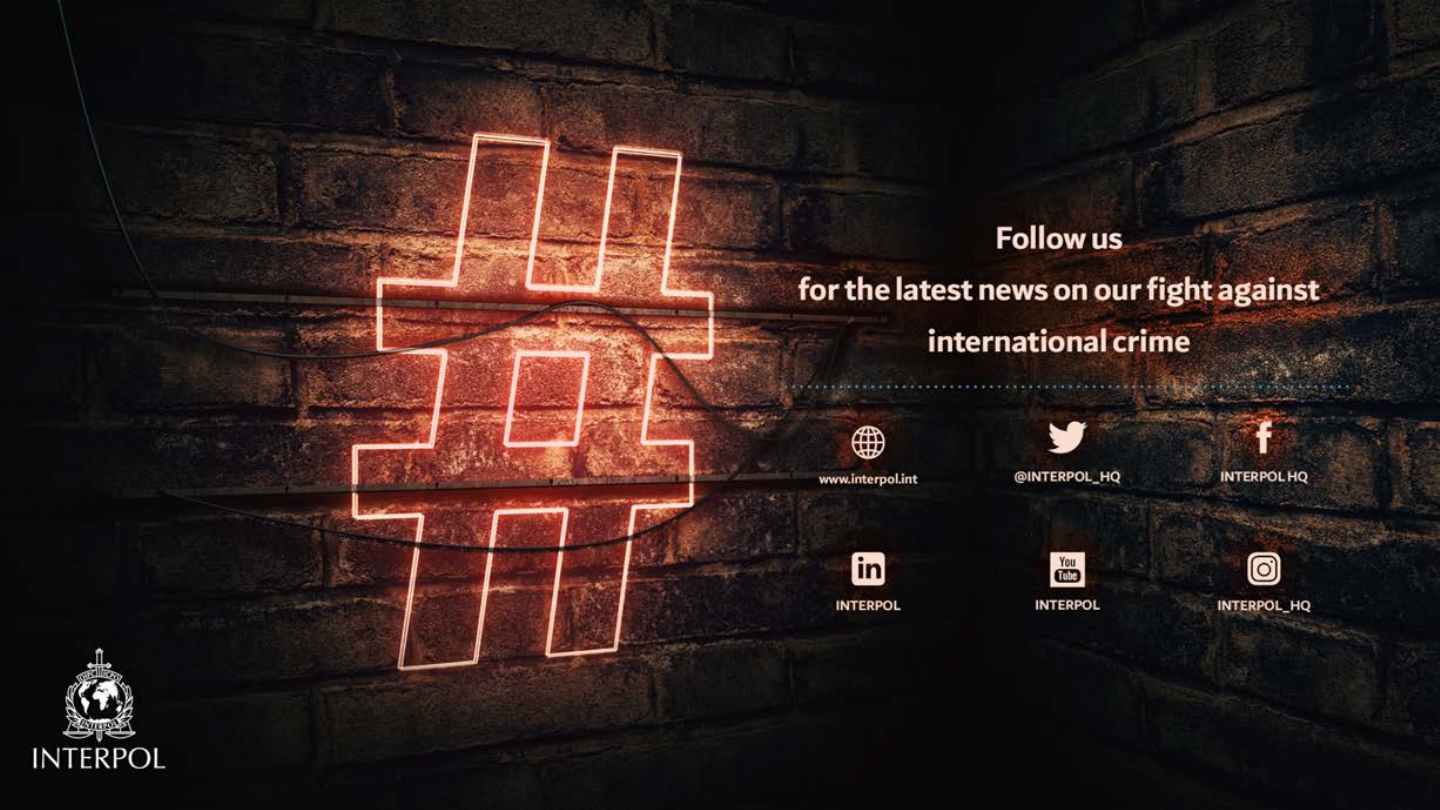 #
Follow us
for the latest news on our fight against
international crime
www.interpol.int
@INTERPOL_HQ
INTERPOL HQ
in
You
Tube
INTERPOL
INTERPOL
INTERPOL_HQ
INTERPOL